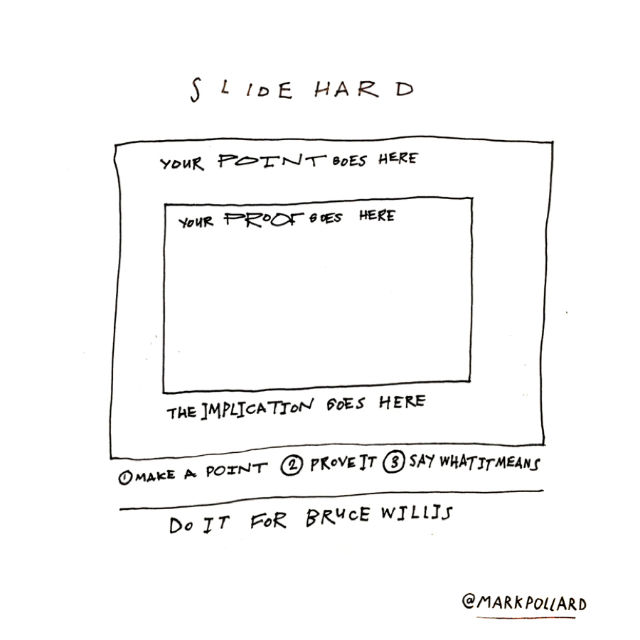 SLIDE HARD
YOUR POINT GOES HERE
YOUR PROOF GOES HERE
THE IMPLICATION GOES HERE
① MAKE A POINT ② PROVE IT ③ SAY WHAT IT MEANS
DO IT FOR BRUCE WILLIS
@MARKPOLLARD